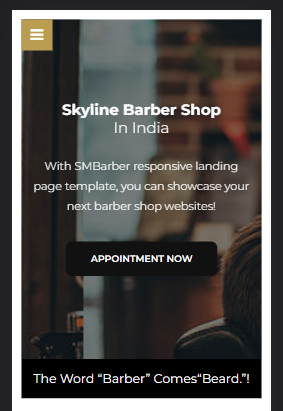 Skyline Barber Shop
In India
With SMBarber responsive landing
page template, you can showcase your
next barber shop websites!
APPOINTMENT NOW
The Word “Barber” Comes“Beard.”!